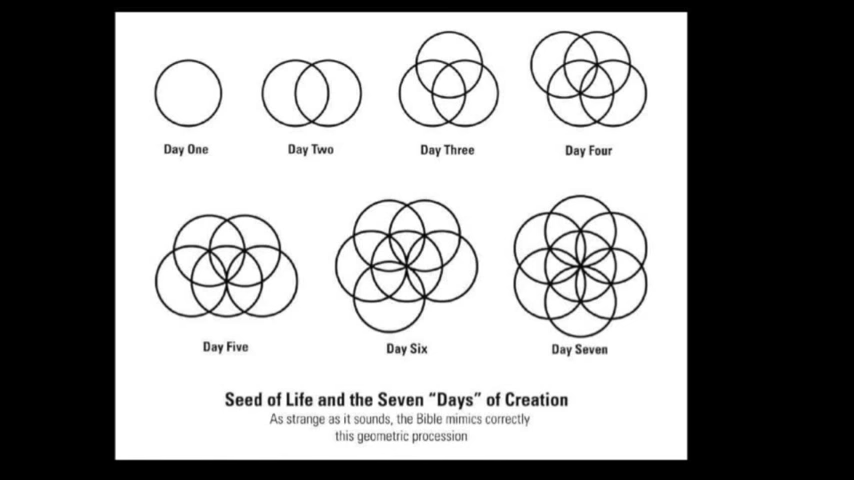 Day One
Day Two
Day Three
Day Four
Day Five
Day Six
Day Seven
Seed of Life and the Seven “Days” of Creation
As strange as it sounds, the Bible mimics correctly
this geometric procession